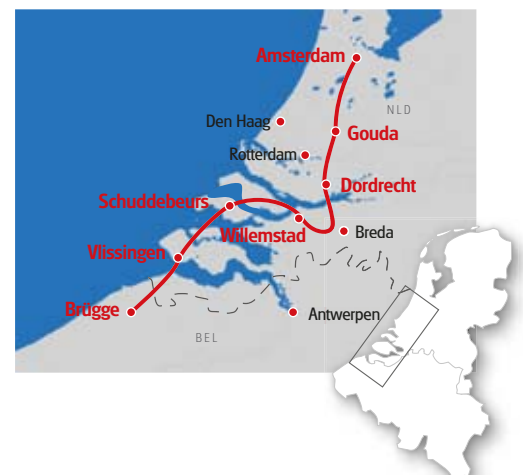 Amsterdam
NLD
Den Haag
Gouda
Rotterdam
Dordrecht
Schuddebeurs
Willemstad
Breda
Vlissingen
Brügge
Antwerpen
BEL